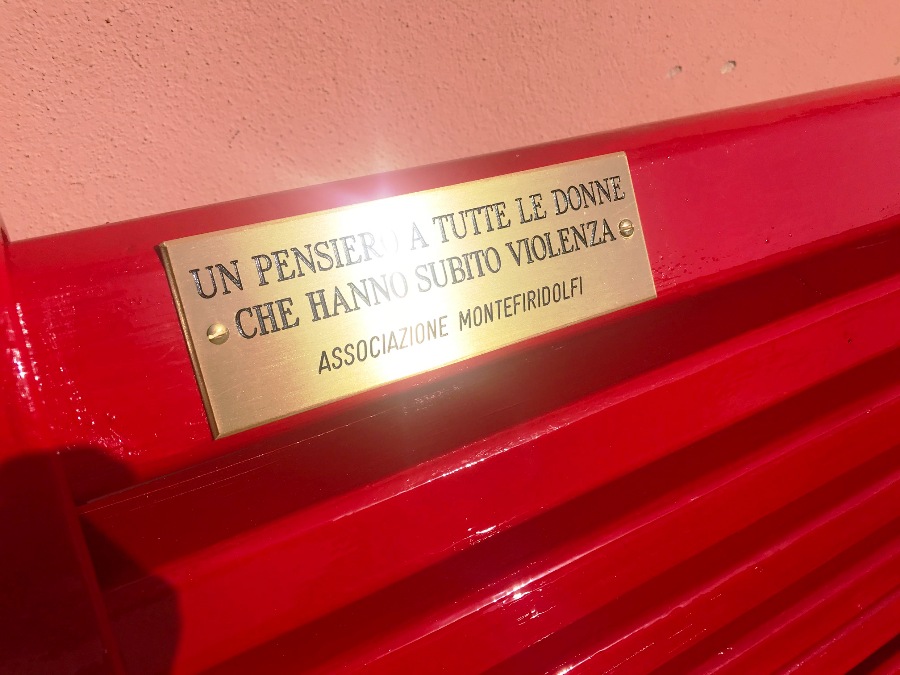 UN PENSIERO A TUTTE LE DONNE
CHE HANNO SUBITO VIOLENZA
ASSOCIAZIONE MONTEFIRIDOLFI